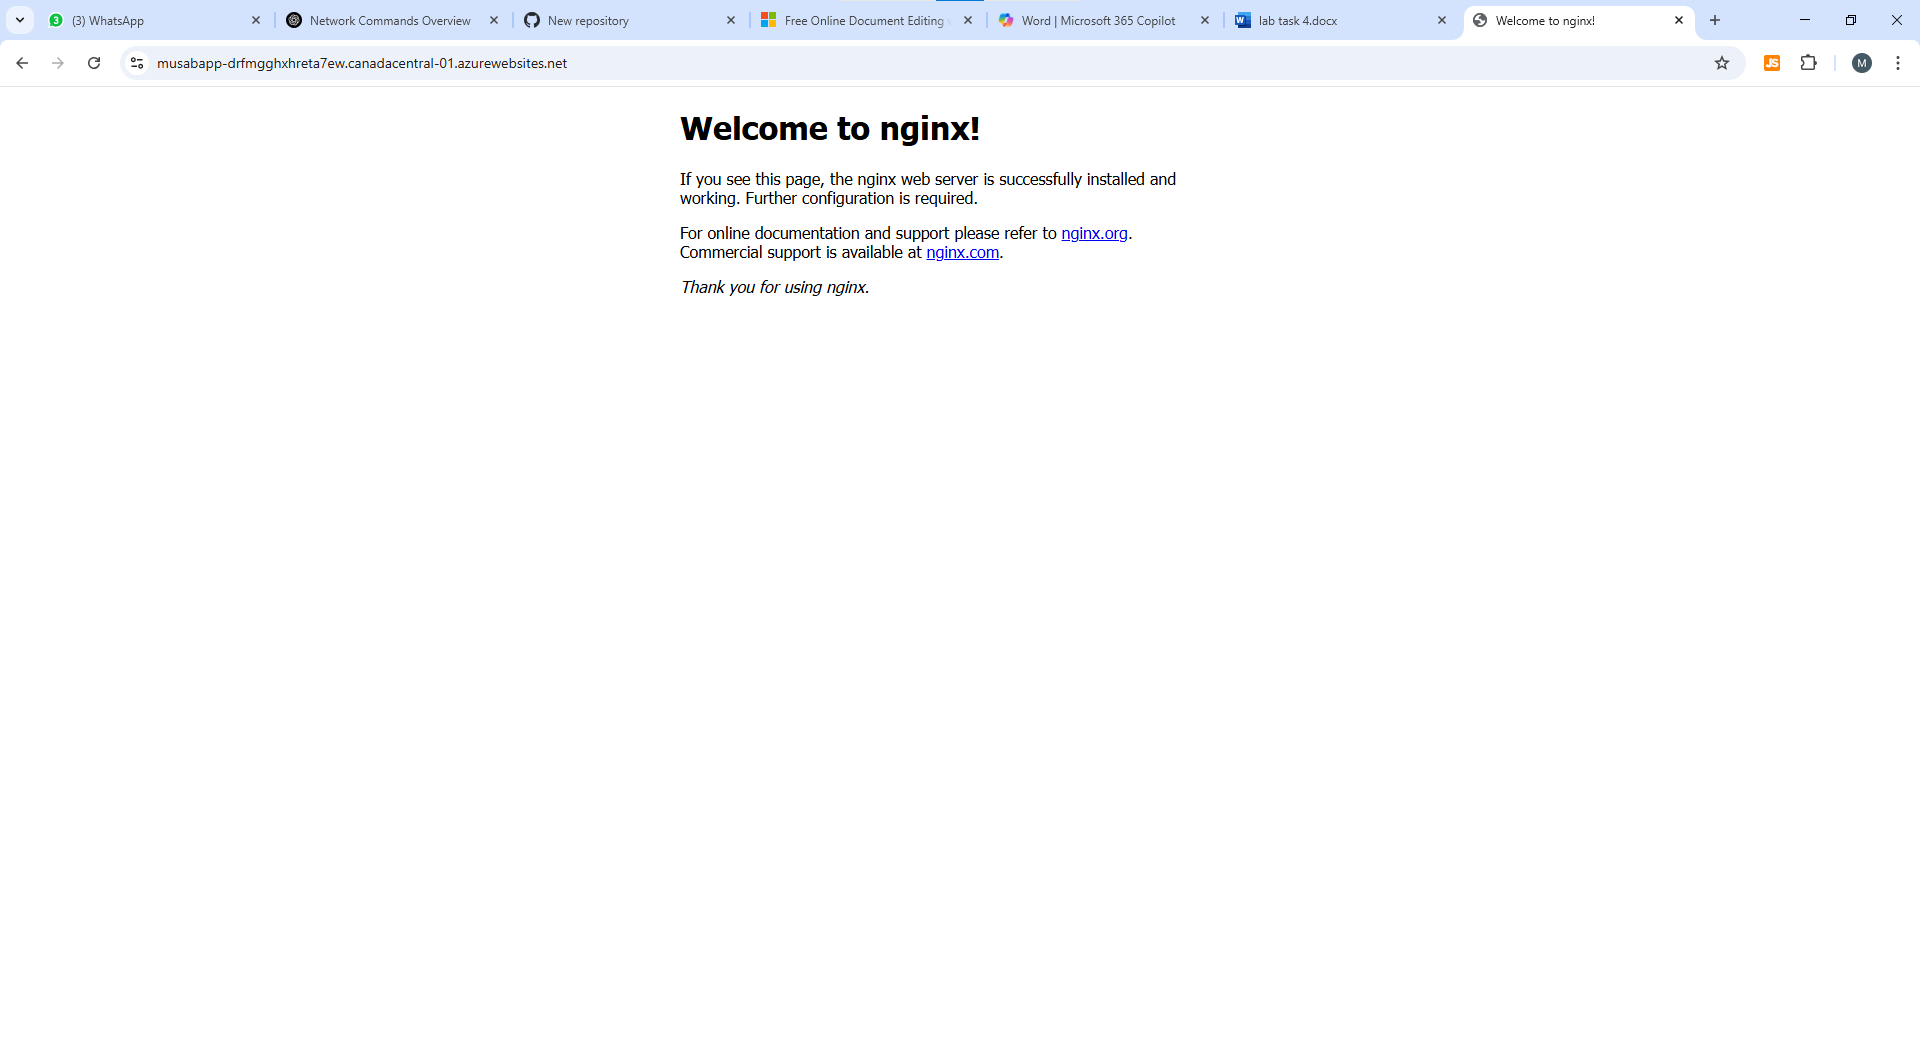 3
(3) WhatsApp
Network Commands Overview
New repository
Free Online Document Editing
Word | Microsoft 365 Copilot
lab task 4.docx
Welcome to nginx!
musabapp-drfmgghxhreta7ew.canadacentral-01.azurewebsites.net
JS
M
Welcome to nginx!
If you see this page, the nginx web server is successfully installed and
working. Further configuration is required.
For online documentation and support please refer to nginx.org.
Commercial support is available at nginx.com.
Thank you for using nginx.